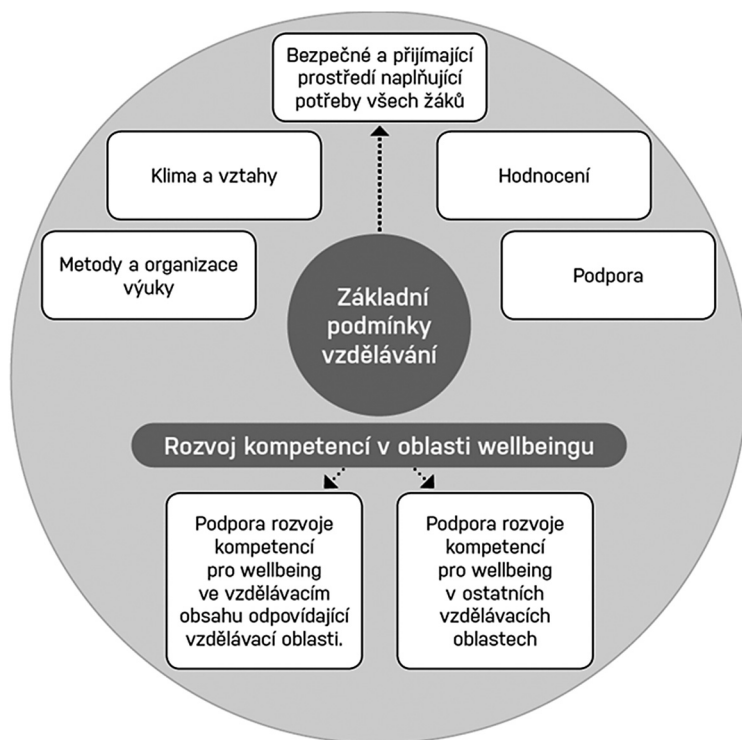 Bezpečné a přijímající
prostředí naplňující
potřeby všech žáků
Klima a vztahy
Hodnocení
Metody a organizace
výuky
Podpora
Základní
podmínky
vzdělávání
Rozvoj kompetencí v oblasti wellbeingu
Podpora rozvoje
kompetencí
pro wellbeing
ve vzdělávacím
obsahu odpovídající
vzdělávací oblasti.
Podpora rozvoje
kompetencí
pro wellbeing
v ostatních
vzdělávacích
oblastech